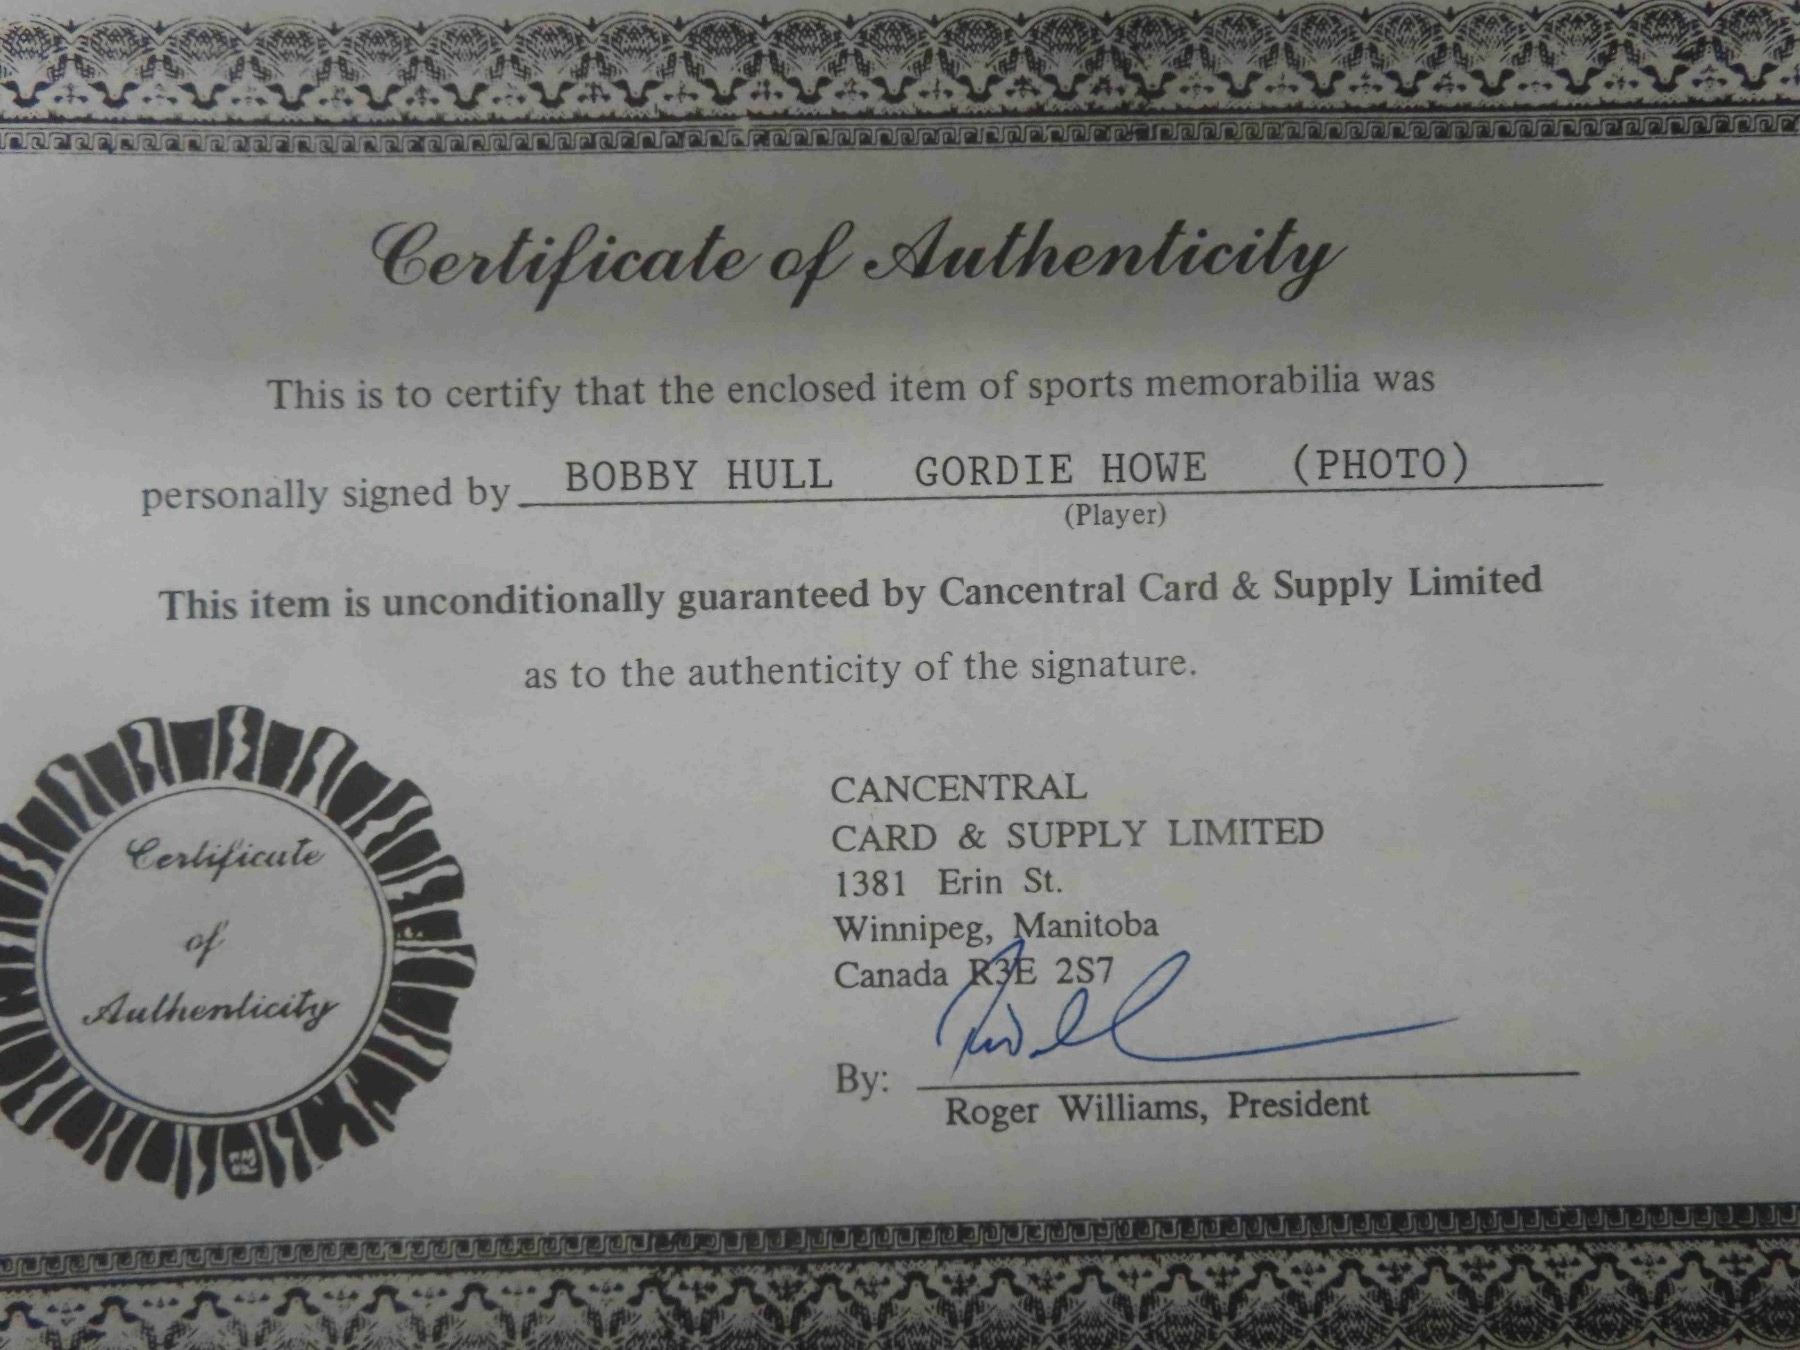 Certificate of Authenticity
This is to certify that the enclosed item of sports memorabilia was
personally signed by BOBBY HULL GORDIE HOWE (PHOTO)
(Player)
This item is unconditionally guaranteed by Cancentral Card & Supply Limited
as to the authenticity of the signature.
Certificate
of
Authenticity
CANCENTRAL
CARD & SUPPLY LIMITED
1381 Erin St.
Winnipeg, Manitoba
Canada R3E 2S7
By:
Roger Williams, President